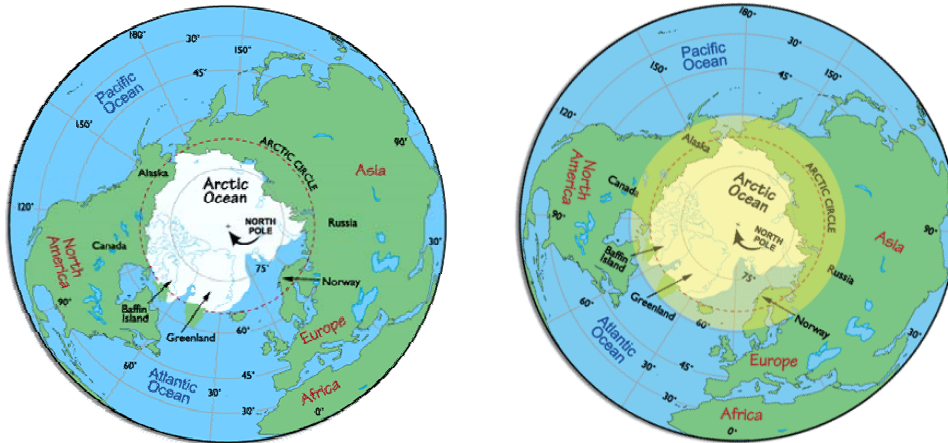 180°
150°
30°
45°
Pacific
Ocean
150°
90°
ARCTIC CIRCLE
Alaska
Asia
Arctic
Ocean
120°
NORTH
POLE
Russia
Canada
North
America
30°
75°
Norway
90°
Baffin
Island
Greenland
60°
Europe
45°
60°
Atlantic
Ocean
30°
30°
Africa
0°
180°
30°
Pacific
Ocean
150°
45°
150°
120°
Alaska
ARCTIC CIRCLE
90°
North
America
Canada
Arctic
Ocean
90°
NORTH
POLE
Asia
Baffin
Island
75°
Russia
Greenland
60°
60°
Norway
30°
Atlantic
Ocean
45°
Europe
30°
Africa
0°